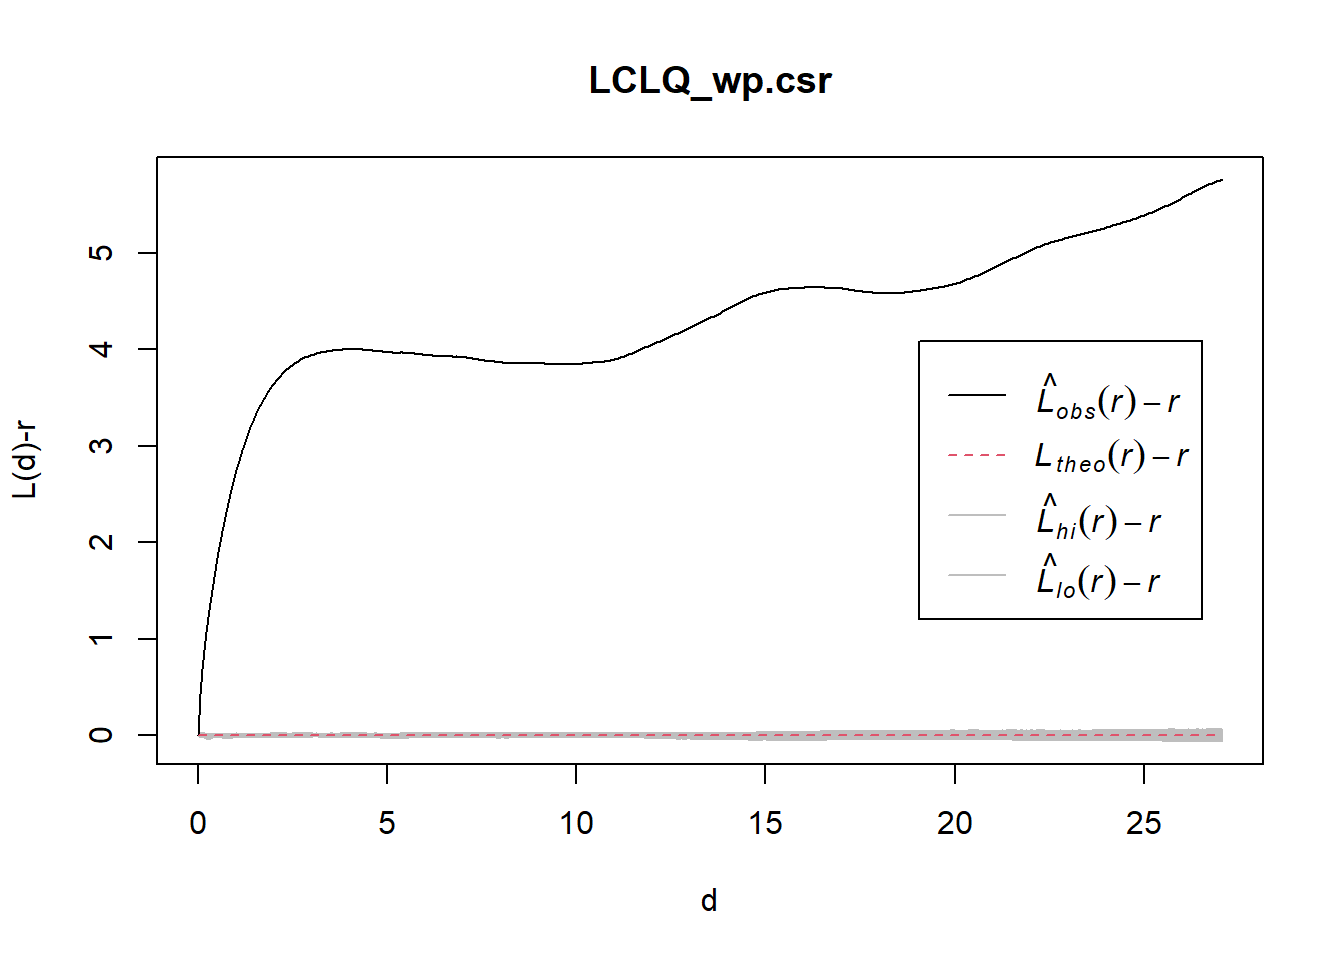 LCLQ_wp.csr
L(d)-r
5
4
3
2
1
0
L̂obs(r) − r
Ltheo(r) − r
L̂hi(r) − r
L̂lo(r) − r
0 5 10 15 20 25
d